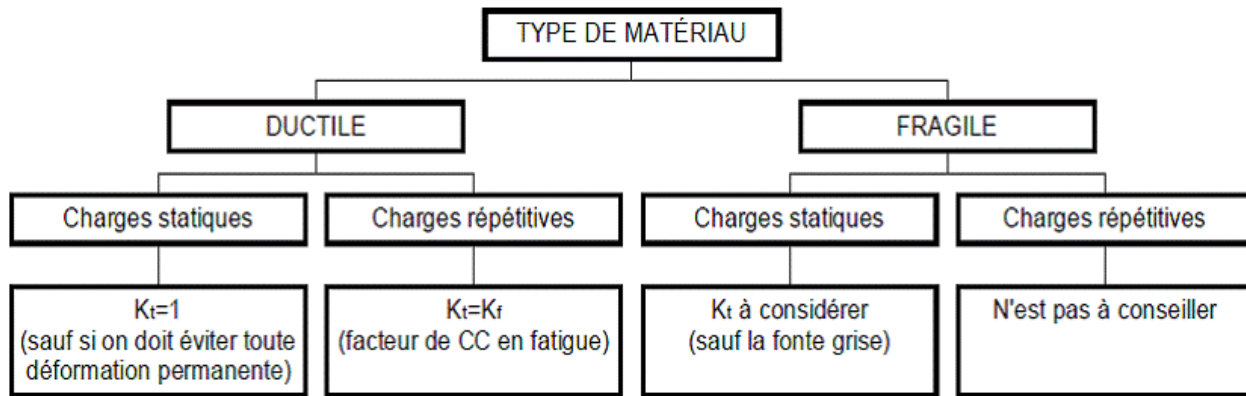 TYPE DE MATÉRIAU
DUCTILE
FRAGILE
Charges statiques
Charges répétitives
Charges statiques
Charges répétitives
Kt=1
(sauf si on doit éviter toute
déformation permanente)
Kt=Kf
(facteur de CC en fatigue)
Kt à considérer
(sauf la fonte grise)
N'est pas à conseiller